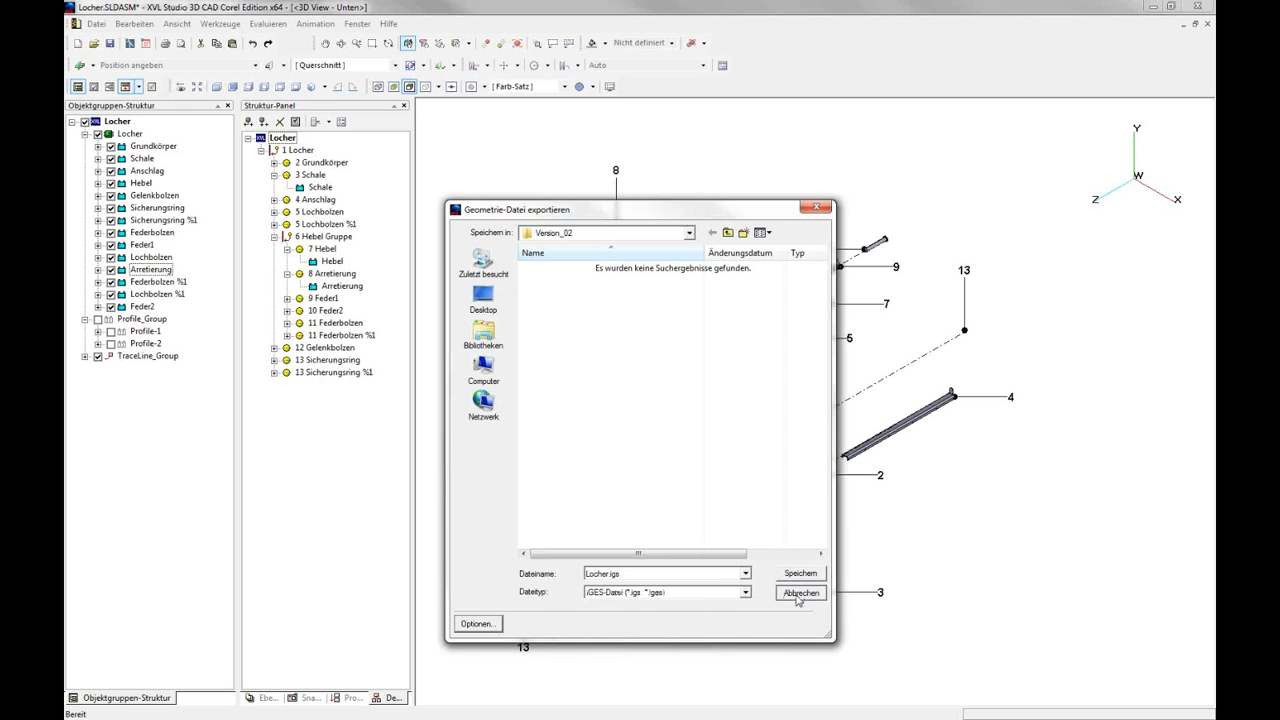 Locher.SLDASM* - XVL Studio 3D CAD Corel Edition x64 - [<3D View - Unten>]
Datei Bearbeiten Ansicht Werkzeuge Evaluieren Animation Fenster Hilfe
Nicht definiert
Position angeben [ Querschnitt ] Auto
[ Farb-Satz ]
Objektgruppen-Struktur
Locher
Locher
Grundkörper
Schale
Anschlag
Hebel
Gelenkbolzen
Sicherungsring
Sicherungsring %1
Federbolzen
Feder1
Lochbolzen
Arretierung
Federbolzen %1
Lochbolzen %1
Feder2
Profile_Group
Profile-1
Profile-2
TraceLine_Group
Struktur-Panel
XVL Locher
1 Locher
2 Grundkörper
3 Schale
Schale
4 Anschlag
5 Lochbolzen
5 Lochbolzen %1
6 Hebel Gruppe
7 Hebel
Hebel
8 Arretierung
Arretierung
9 Feder1
10 Feder2
11 Federbolzen
11 Federbolzen %1
12 Gelenkbolzen
13 Sicherungsring
13 Sicherungsring %1
8
Y
W
Z
X
9
13
7
5
4
2
3
13
Geometrie-Datei exportieren
Speichern in: Version_02
Name Änderungsdatum Typ
Es wurden keine Suchergebnisse gefunden.
Zuletzt besucht
Desktop
Bibliotheken
Computer
Netzwerk
Dateiname: Locher.igs Speichern
Dateityp: IGES-Datei (*.igs *.iges) Abbrechen
Optionen...
Objektgruppen-Struktur Ebe... Sna... Pro... De...
Bereit